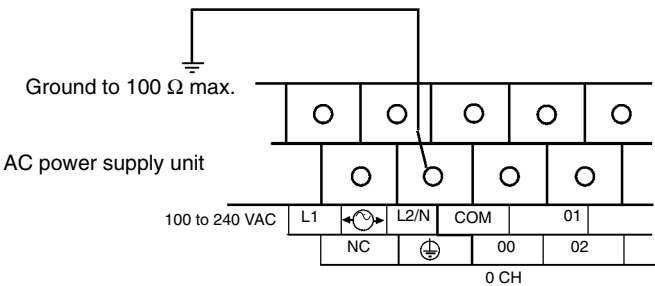 Ground to 100 Ω max.
AC power supply unit
100 to 240 VAC L1 L2/N COM 01
NC 00 02
0 CH